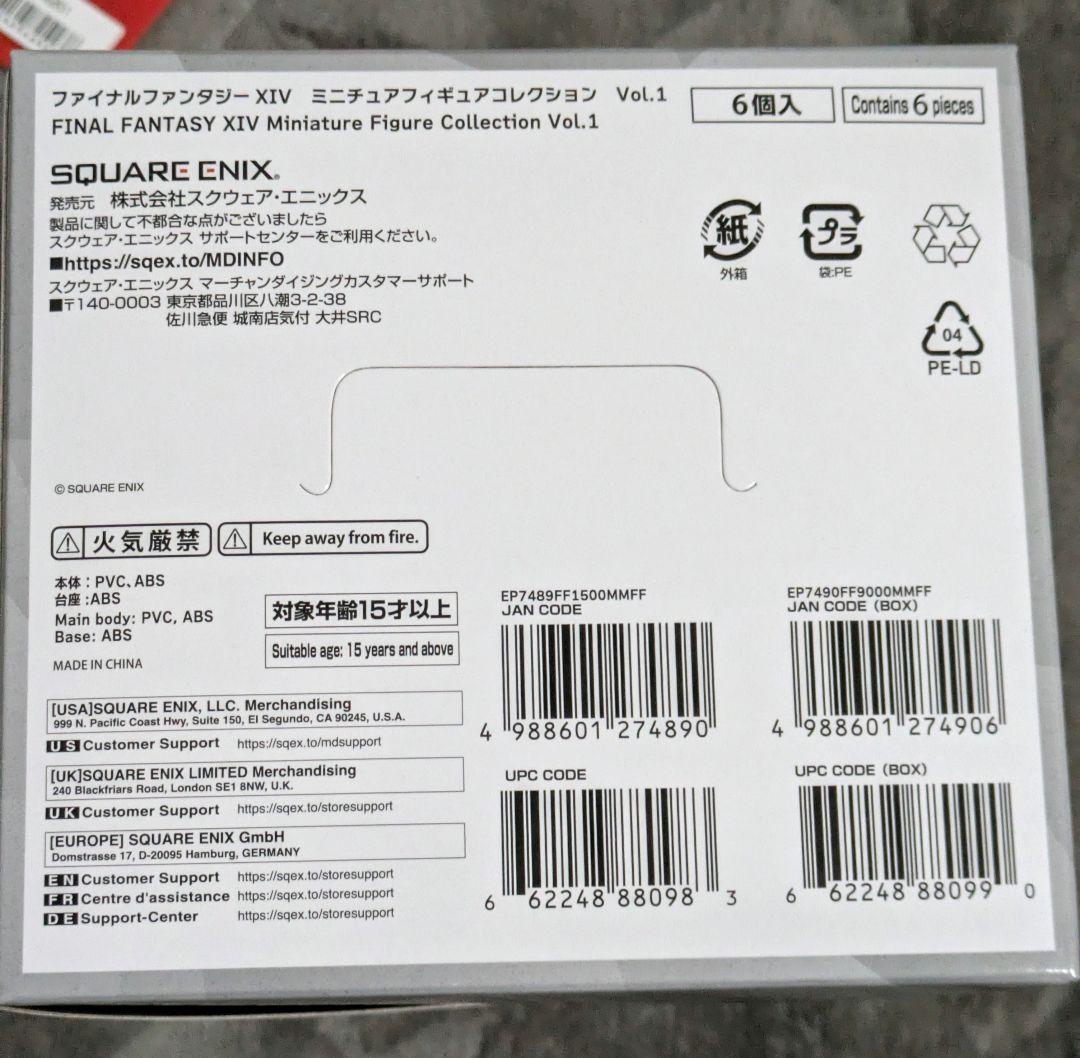 ファイナルファンタジー XIV ミニチュアフィギュアコレクション Vol.1
FINAL FANTASY XIV Miniature Figure Collection Vol.1
6個入
Contains 6 pieces
SQUARE ENIX®
発売元 株式会社スクウェア・エニックス
製品に関して不都合な点がございましたら
スクウェア・エニックス サポートセンターをご利用ください。
■https://sqex.to/MDINFO
スクウェア・エニックス マーチャンダイジングカスタマーサポート
■〒140-0003 東京都品川区八潮3-2-38
佐川急便 城南店気付 大井SRC
紙
外箱
プラ
袋:PE
04
PE-LD
© SQUARE ENIX
火気厳禁
Keep away from fire.
本体：PVC、ABS
台座：ABS
Main body: PVC, ABS
Base: ABS
MADE IN CHINA
対象年齢15才以上
Suitable age: 15 years and above
[USA]SQUARE ENIX, LLC. Merchandising
999 N. Pacific Coast Hwy, Suite 150, El Segundo, CA 90245, U.S.A.
US Customer Support https://sqex.to/mdsupport
[UK]SQUARE ENIX LIMITED Merchandising
240 Blackfriars Road, London SE1 8NW, U.K.
UK Customer Support https://sqex.to/storesupport
[EUROPE] SQUARE ENIX GmbH
Domstrasse 17, D-20095 Hamburg, GERMANY
EN Customer Support https://sqex.to/storesupport
FR Centre d'assistance https://sqex.to/storesupport
DE Support-Center https://sqex.to/storesupport
EP7489FF1500MMFF
JAN CODE
4 988601 274890
EP7490FF9000MMFF
JAN CODE (BOX)
4 988601 274906
UPC CODE
6 62248 88098 3
UPC CODE (BOX)
6 62248 88099 0